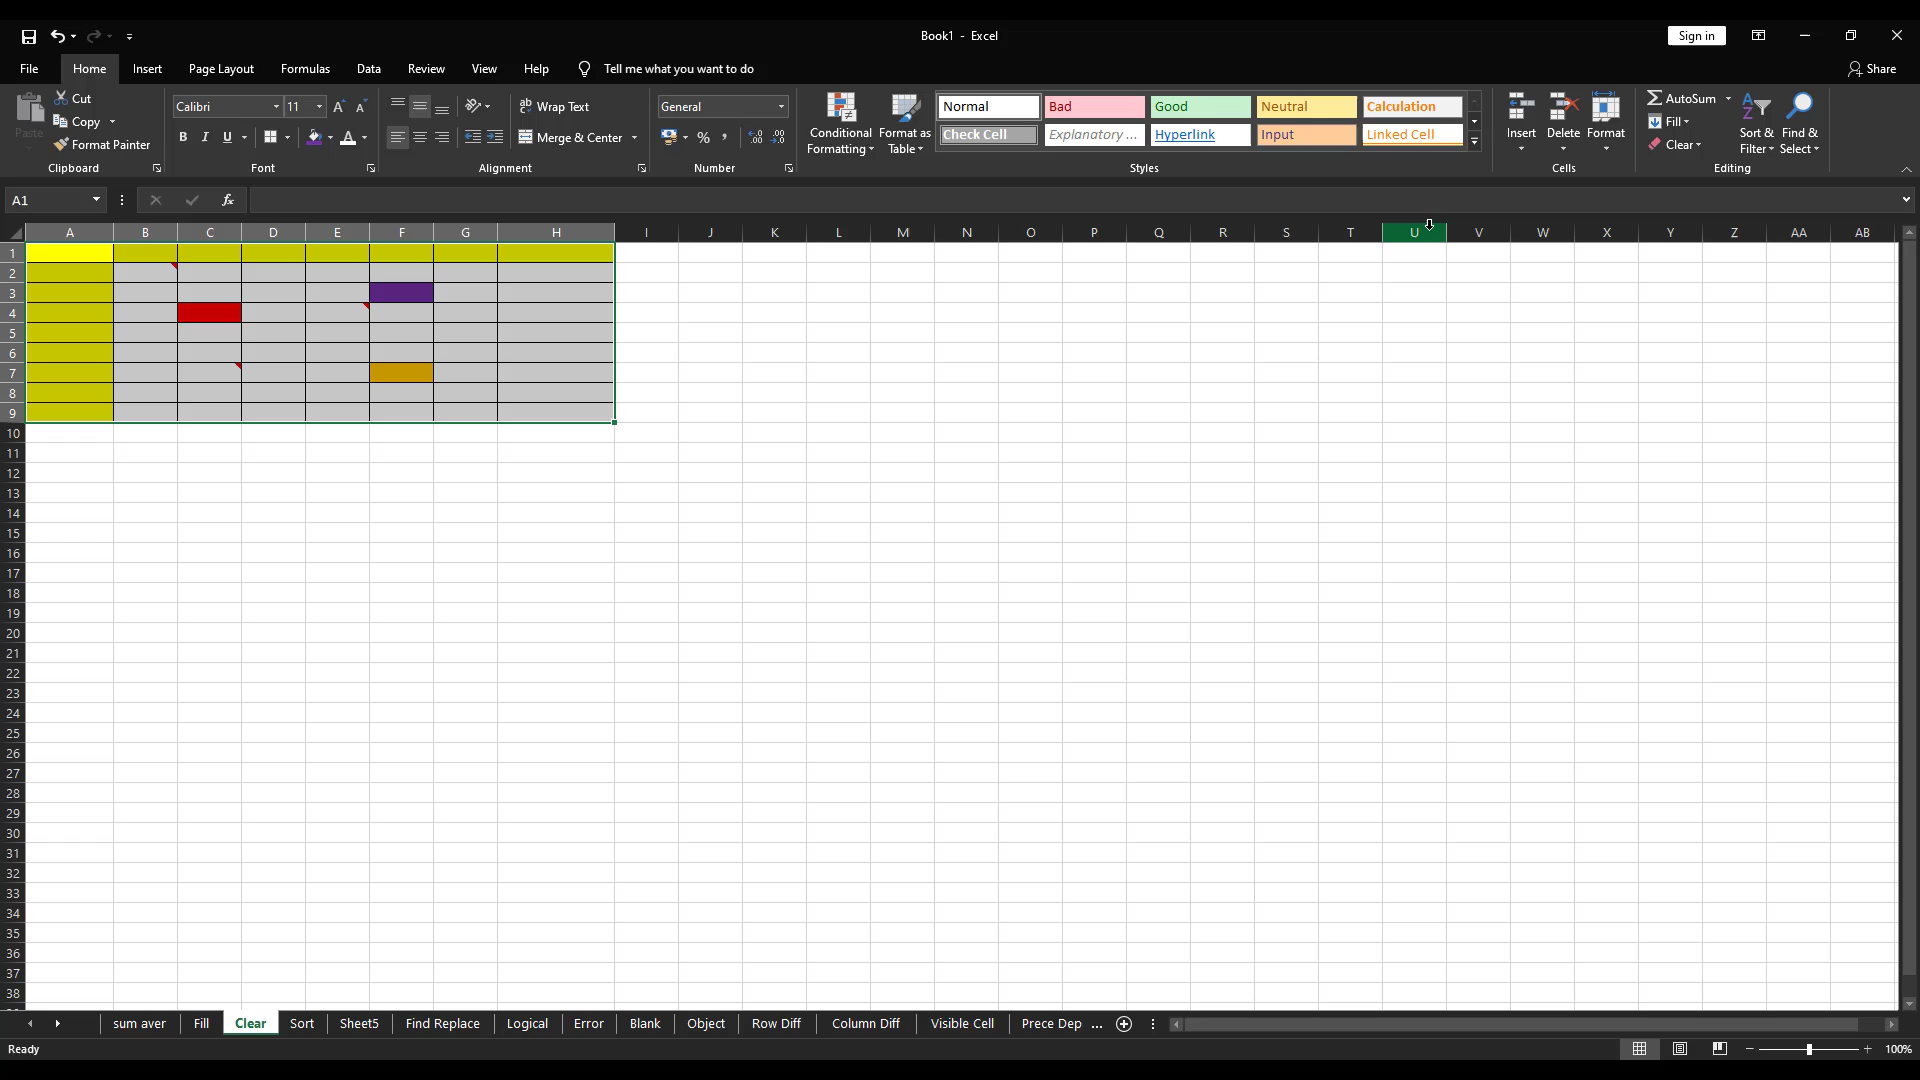 Book1 - Excel
Sign in
File Home Insert Page Layout Formulas Data Review View Help Tell me what you want to do Share
Paste
Cut
Copy
Format Painter
Clipboard
Calibri 11 A A
B I U A
Font
Wrap Text
Merge & Center
Alignment
General
% ,
Number
Conditional Formatting
Format as Table
Normal Bad Good Neutral Calculation
Check Cell Explanatory ... Hyperlink Input Linked Cell
Styles
Insert Delete Format
Cells
AutoSum
Fill
Clear
Sort & Filter
Find & Select
Editing
A1 fx
A B C D E F G H I J K L M N O P Q R S T U V W X Y Z AA AB
1
2
3
4
5
6
7
8
9
10
11
12
13
14
15
16
17
18
19
20
21
22
23
24
25
26
27
28
29
30
31
32
33
34
35
36
37
38
sum aver Fill Clear Sort Sheet5 Find Replace Logical Error Blank Object Row Diff Column Diff Visible Cell Prece Dep ...
Ready 100%